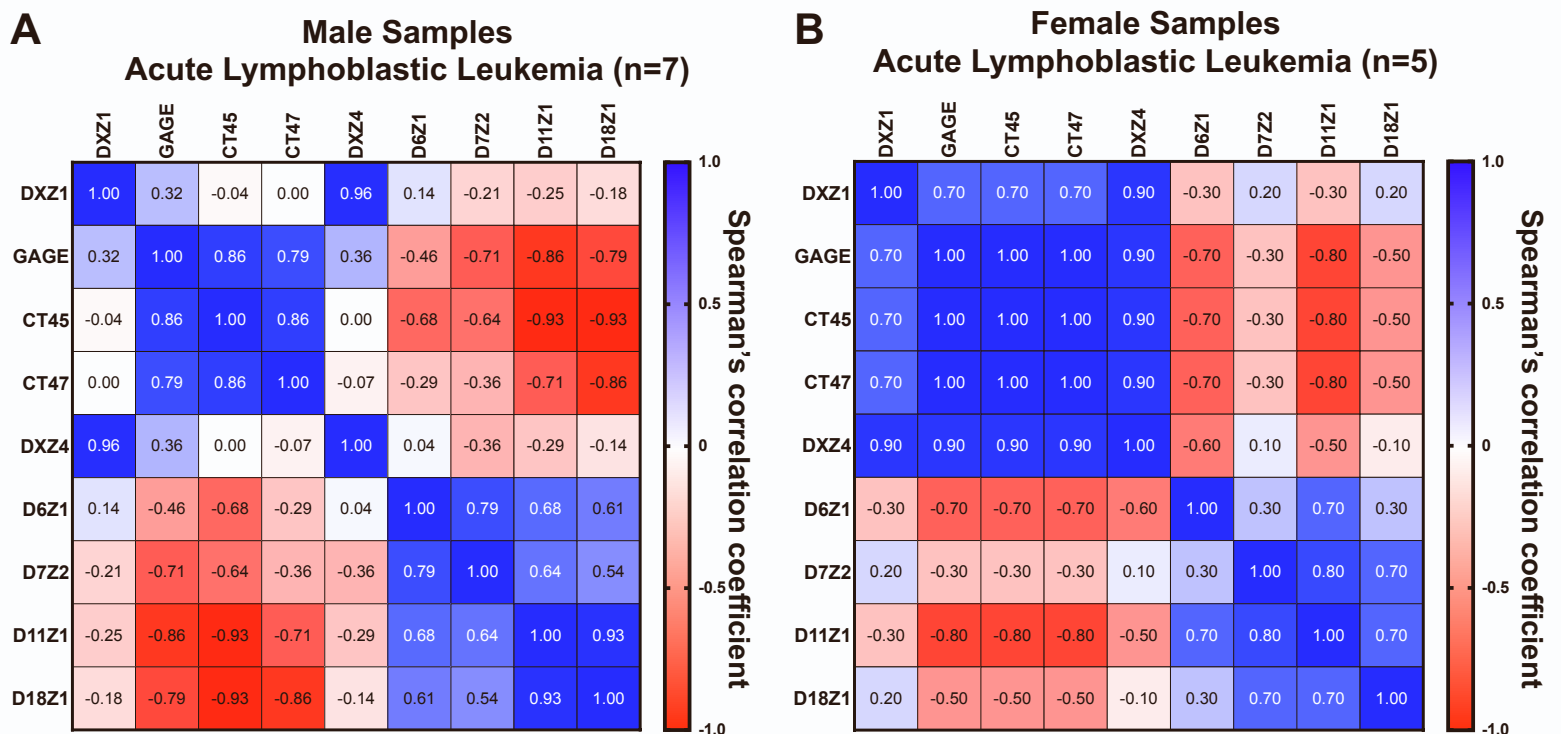 A
Male Samples
Acute Lymphoblastic Leukemia (n=7)
DXZ1 GAGE CT45 CT47 DXZ4 D6Z1 D7Z2 D11Z1 D18Z1
DXZ1 1.00 0.32 -0.04 0.00 0.96 0.14 -0.21 -0.25 -0.18
GAGE 0.32 1.00 0.86 0.79 0.36 -0.46 -0.71 -0.86 -0.79
CT45 -0.04 0.86 1.00 0.86 0.00 -0.68 -0.64 -0.93 -0.93
CT47 0.00 0.79 0.86 1.00 -0.07 -0.29 -0.36 -0.71 -0.86
DXZ4 0.96 0.36 0.00 -0.07 1.00 0.04 -0.36 -0.29 -0.14
D6Z1 0.14 -0.46 -0.68 -0.29 0.04 1.00 0.79 0.68 0.61
D7Z2 -0.21 -0.71 -0.64 -0.36 -0.36 0.79 1.00 0.64 0.54
D11Z1 -0.25 -0.86 -0.93 -0.71 -0.29 0.68 0.64 1.00 0.93
D18Z1 -0.18 -0.79 -0.93 -0.86 -0.14 0.61 0.54 0.93 1.00
1.0
0.5
0
-0.5
-1.0
Spearman's correlation coefficient
B
Female Samples
Acute Lymphoblastic Leukemia (n=5)
DXZ1 GAGE CT45 CT47 DXZ4 D6Z1 D7Z2 D11Z1 D18Z1
DXZ1 1.00 0.70 0.70 0.70 0.90 -0.30 0.20 -0.30 0.20
GAGE 0.70 1.00 1.00 1.00 0.90 -0.70 -0.30 -0.80 -0.50
CT45 0.70 1.00 1.00 1.00 0.90 -0.70 -0.30 -0.80 -0.50
CT47 0.70 1.00 1.00 1.00 0.90 -0.70 -0.30 -0.80 -0.50
DXZ4 0.90 0.90 0.90 0.90 1.00 -0.60 0.10 -0.50 -0.10
D6Z1 -0.30 -0.70 -0.70 -0.70 -0.60 1.00 0.30 0.70 0.30
D7Z2 0.20 -0.30 -0.30 -0.30 0.10 0.30 1.00 0.80 0.70
D11Z1 -0.30 -0.80 -0.80 -0.80 -0.50 0.70 0.80 1.00 0.70
D18Z1 0.20 -0.50 -0.50 -0.50 -0.10 0.30 0.70 0.70 1.00
1.0
0.5
0
-0.5
-1.0
Spearman's correlation coefficient